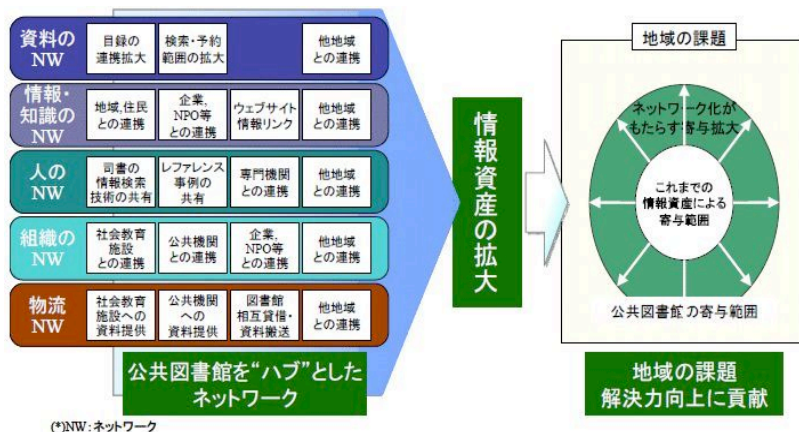 資料の
NW
目録の
連携拡大
検索・予約
範囲の拡大
他地域
との連携
情報・
知識の
NW
地域,住民
との連携
企業,
NPO等
との連携
ウェブサイト
情報リンク
他地域
との連携
人の
NW
司書の
情報検索
技術の共有
レファレンス
事例の
共有
専門機関
との連携
他地域
との連携
組織の
NW
社会教育
施設
との連携
公共機関
との連携
企業,
NPO等
との連携
他地域
との連携
物流
NW
社会教育
施設への
資料提供
公共機関
への
資料提供
図書館
相互貸借・
資料搬送
他地域
との連携
公共図書館を“ハブ”とした
ネットワーク
(*)NW:ネットワーク
情報資産の拡大
地域の課題
ネットワーク化が
もたらす寄与拡大
これまでの
情報資産による
寄与範囲
公共図書館の寄与範囲
地域の課題
解決力向上に貢献